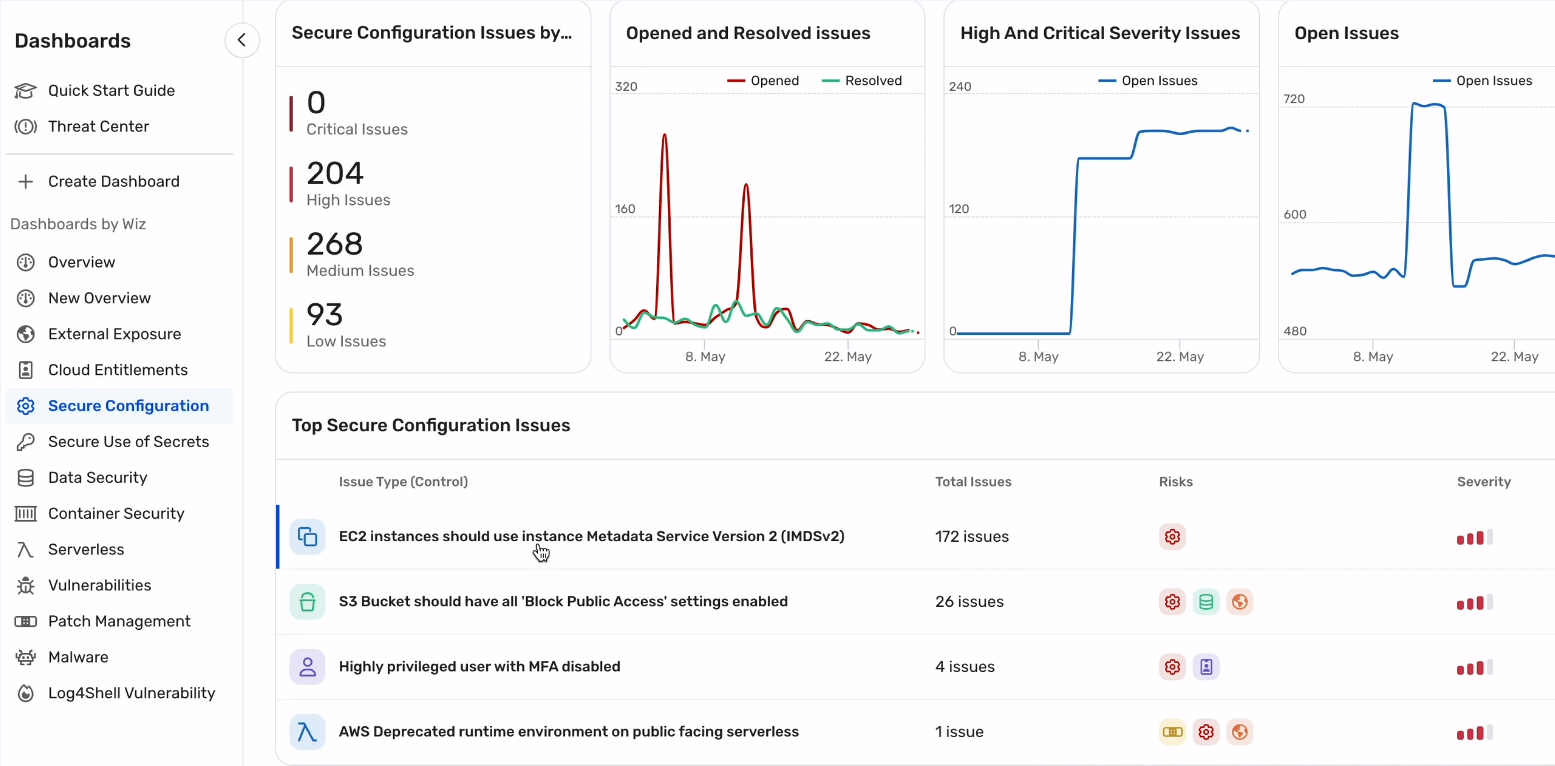 Dashboards
Quick Start Guide
Threat Center
Create Dashboard
Dashboards by Wiz
Overview
New Overview
External Exposure
Cloud Entitlements
Secure Configuration
Secure Use of Secrets
Data Security
Container Security
Serverless
Vulnerabilities
Patch Management
Malware
Log4Shell Vulnerability
Secure Configuration Issues by...
0
Critical Issues
204
High Issues
268
Medium Issues
93
Low Issues
Opened and Resolved issues
Opened Resolved
320
160
0
8. May 22. May
High And Critical Severity Issues
Open Issues
240
120
0
8. May 22. May
Open Issues
Open Issues
720
600
480
8. May 22. May
Top Secure Configuration Issues
Issue Type (Control) Total Issues Risks Severity
EC2 instances should use instance Metadata Service Version 2 (IMDSv2) 172 issues
S3 Bucket should have all 'Block Public Access' settings enabled 26 issues
Highly privileged user with MFA disabled 4 issues
AWS Deprecated runtime environment on public facing serverless 1 issue